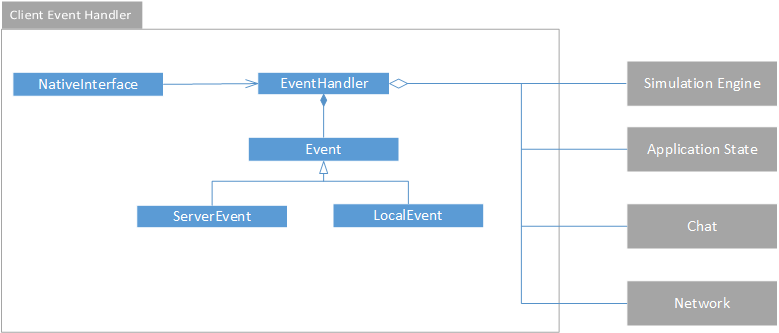 Client Event Handler
NativeInterface
EventHandler
Simulation Engine
Event
Application State
ServerEvent
LocalEvent
Chat
Network